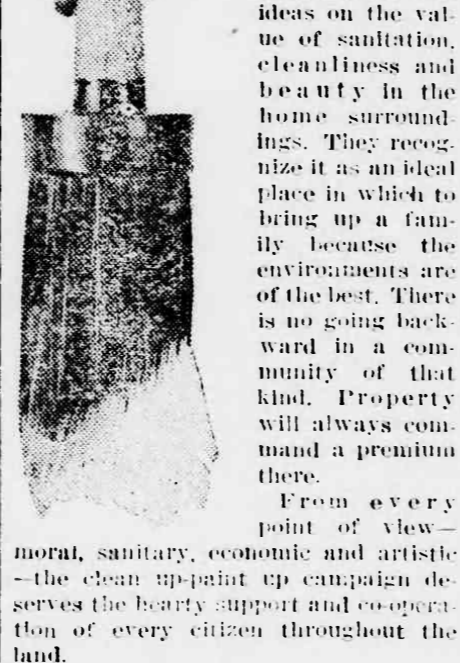 ideas on the val-
ue of sanitation,
cleanliness and
beauty in the
home surround-
ings. They recog-
nize it as an ideal
place in which to
bring up a fam-
ily because the
environments are
of the best. There
is no going back-
ward in a com-
munity of that
kind. Property
will always com-
mand a premium
there.
From every
point of view—
moral, sanitary, economic and artistic
—the clean up-paint up campaign de-
serves the hearty support and co-opera-
tion of every citizen throughout the
land.